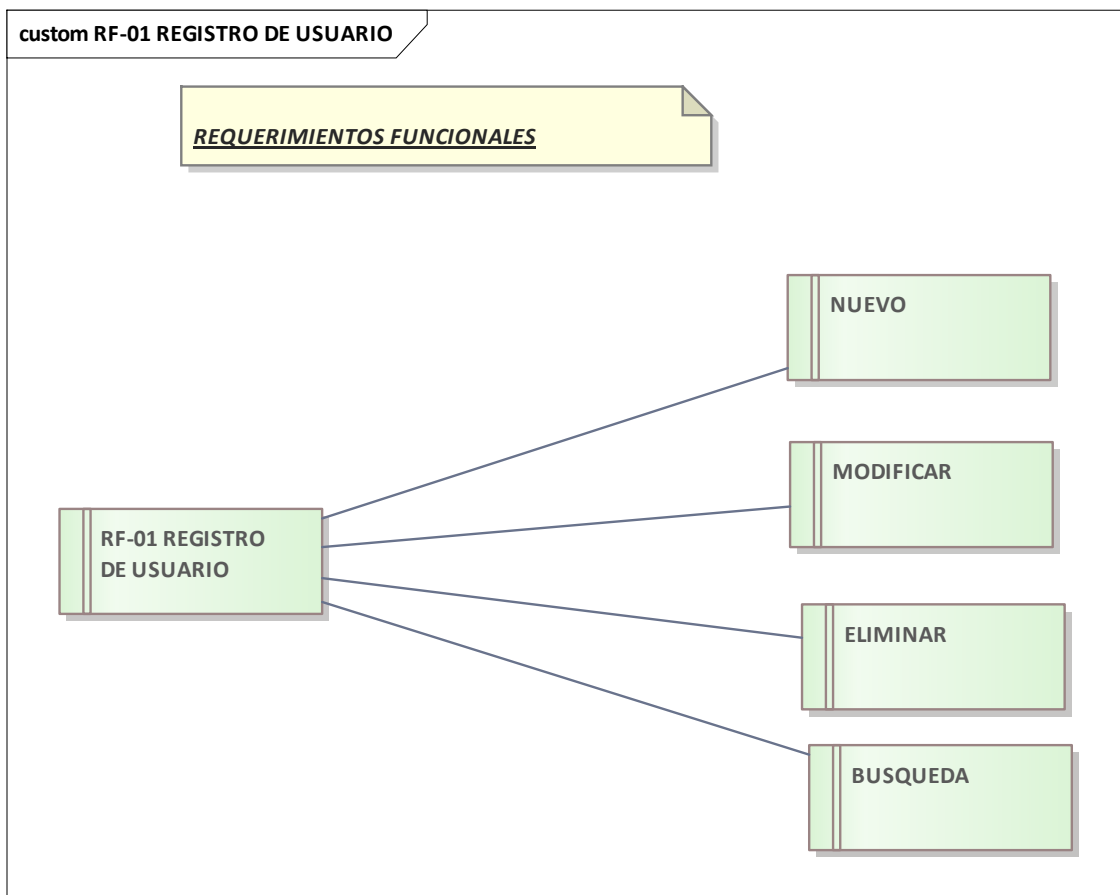 custom RF-01 REGISTRO DE USUARIO
REQUERIMIENTOS FUNCIONALES
NUEVO
MODIFICAR
RF-01 REGISTRO
DE USUARIO
ELIMINAR
BUSQUEDA